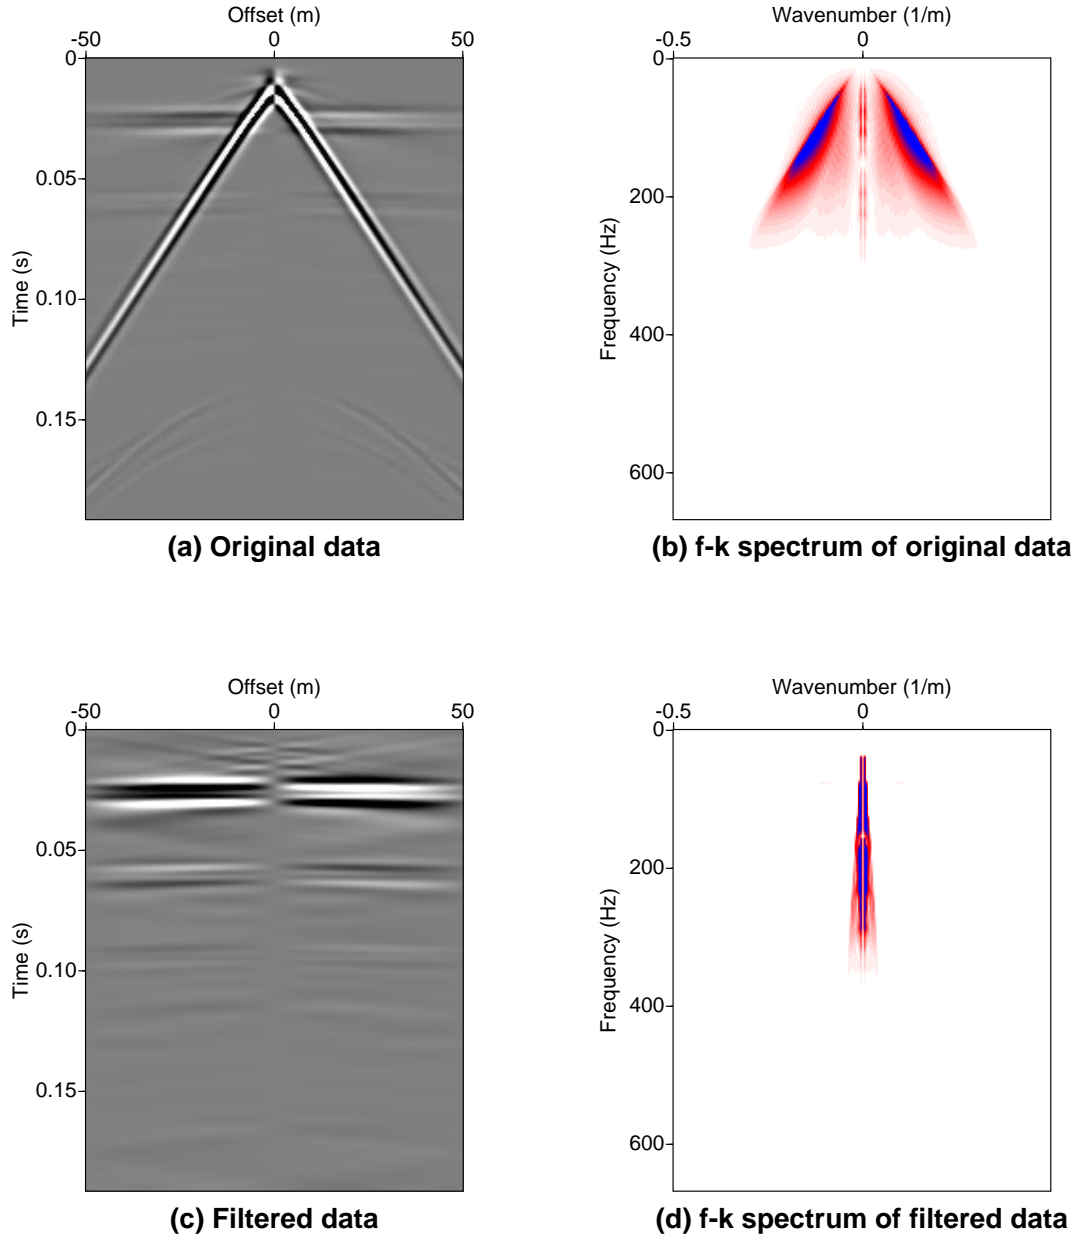 Offset (m)
-50 0 50
0
0.05
0.10
0.15
Time (s)
(a) Original data
Wavenumber (1/m)
-0.5 0
0
200
400
600
Frequency (Hz)
(b) f-k spectrum of original data
Offset (m)
-50 0 50
0
0.05
0.10
0.15
Time (s)
(c) Filtered data
Wavenumber (1/m)
-0.5 0
0
200
400
600
Frequency (Hz)
(d) f-k spectrum of filtered data